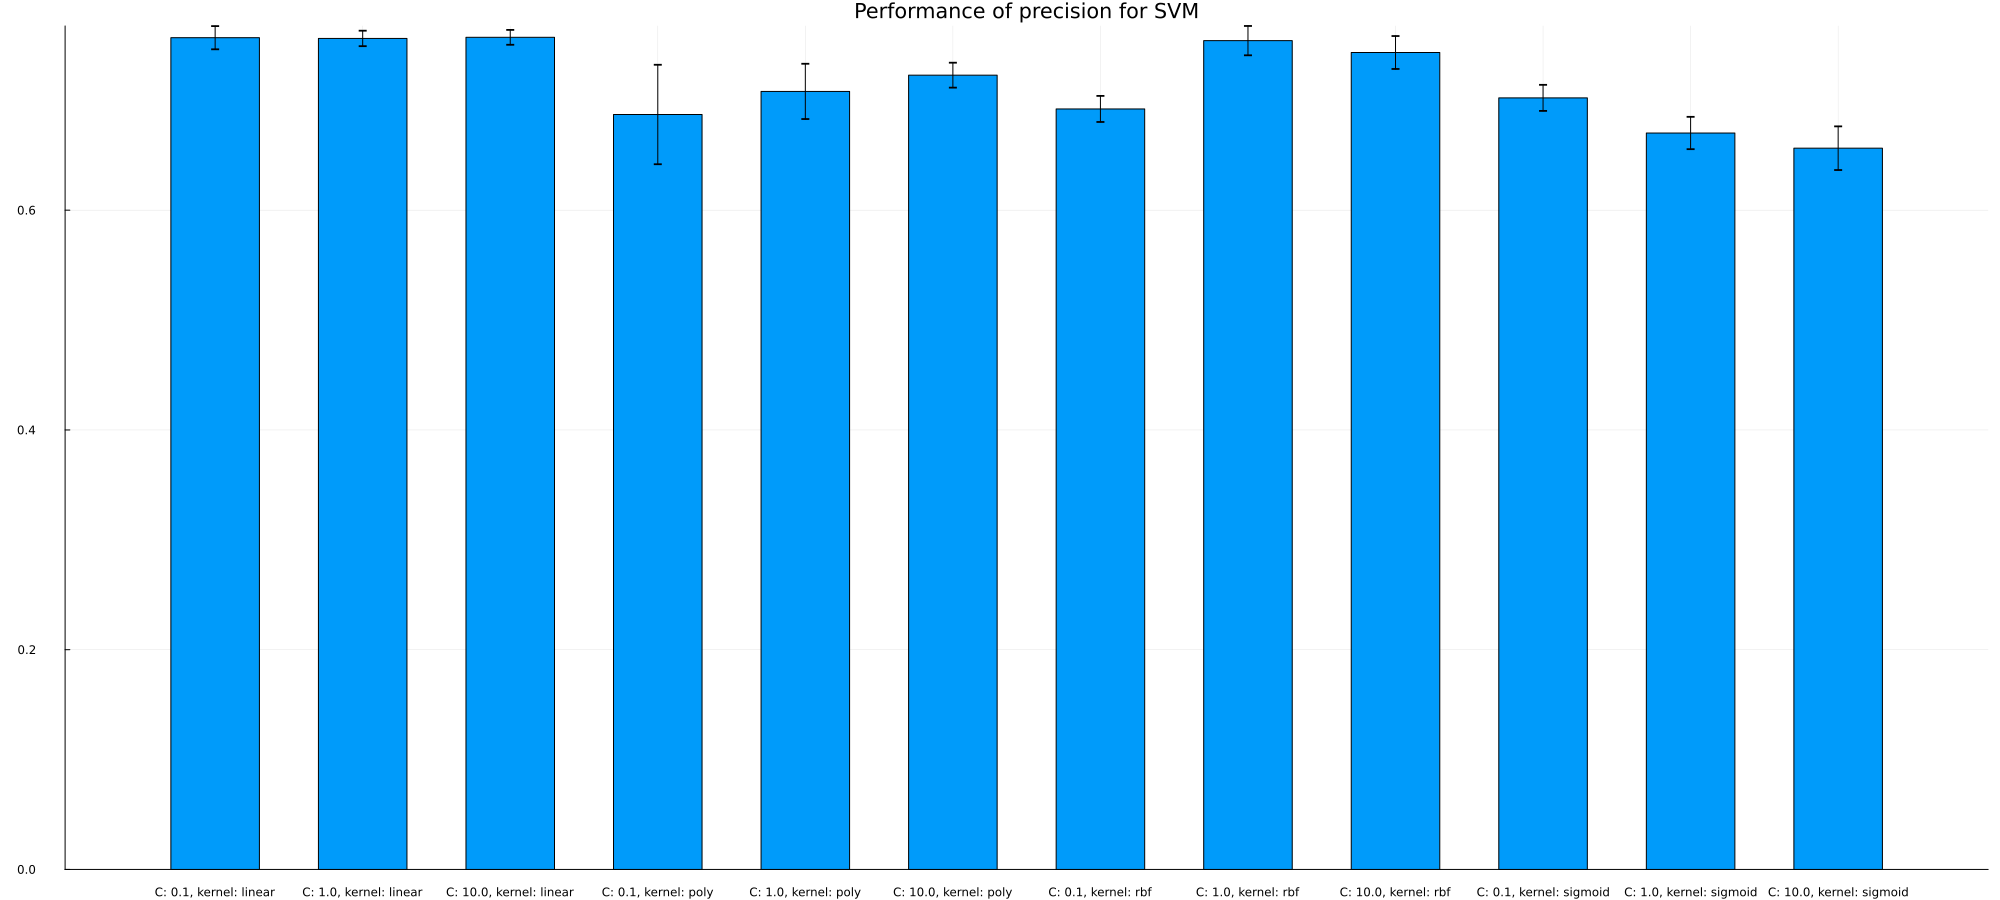 Performance of precision for SVM
0.6
0.4
0.2
0.0
C: 0.1, kernel: linear
C: 1.0, kernel: linear
C: 10.0, kernel: linear
C: 0.1, kernel: poly
C: 1.0, kernel: poly
C: 10.0, kernel: poly
C: 0.1, kernel: rbf
C: 1.0, kernel: rbf
C: 10.0, kernel: rbf
C: 0.1, kernel: sigmoid
C: 1.0, kernel: sigmoid
C: 10.0, kernel: sigmoid